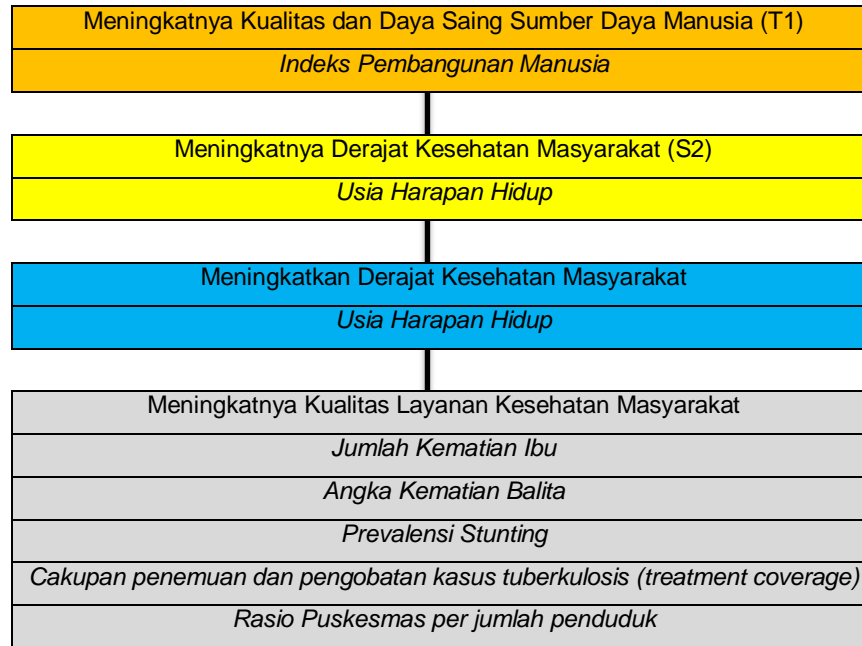 Meningkatnya Kualitas dan Daya Saing Sumber Daya Manusia (T1)
Indeks Pembangunan Manusia
Meningkatnya Derajat Kesehatan Masyarakat (S2)
Usia Harapan Hidup
Meningkatkan Derajat Kesehatan Masyarakat
Usia Harapan Hidup
Meningkatnya Kualitas Layanan Kesehatan Masyarakat
Jumlah Kematian Ibu
Angka Kematian Balita
Prevalensi Stunting
Cakupan penemuan dan pengobatan kasus tuberkulosis (treatment coverage)
Rasio Puskesmas per jumlah penduduk